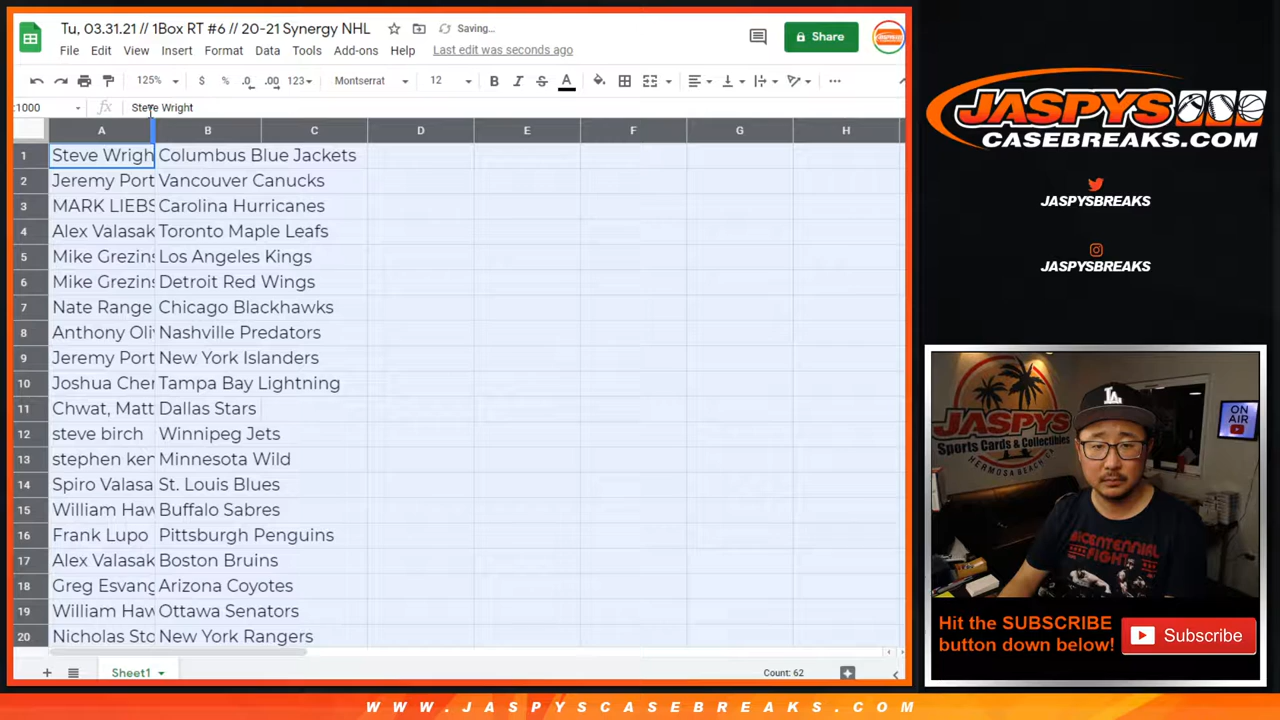 Tu, 03.31.21 // 1Box RT #6 // 20-21 Synergy NHL
Saving...
File Edit View Insert Format Data Tools Add-ons Help Last edit was seconds ago
Share
125% $ % .0 .00 123 Montserrat 12 B I S A
:1000 fx Steve Wright
A B C D E F G H
1 Steve Wrigh Columbus Blue Jackets
2 Jeremy Port Vancouver Canucks
3 MARK LIEBS Carolina Hurricanes
4 Alex Valasak Toronto Maple Leafs
5 Mike Grezins Los Angeles Kings
6 Mike Grezins Detroit Red Wings
7 Nate Range Chicago Blackhawks
8 Anthony Oliv Nashville Predators
9 Jeremy Port New York Islanders
10 Joshua Cher Tampa Bay Lightning
11 Chwat, Matt Dallas Stars
12 steve birch Winnipeg Jets
13 stephen ken Minnesota Wild
14 Spiro Valasa St. Louis Blues
15 William Haw Buffalo Sabres
16 Frank Lupo Pittsburgh Penguins
17 Alex Valasak Boston Bruins
18 Greg Esvang Arizona Coyotes
19 William Haw Ottawa Senators
20 Nicholas Sto New York Rangers
Sheet1
Count: 62
JASPYS
CASEBREAKS.COM
JASPYSBREAKS
JASPYSBREAKS
JASPYS
Sports Cards & Collectibles
HERMOSA BEACH, CA
LA
ON AIR
BICENTENNIAL
FIGHT
Hit the SUBSCRIBE
button down below!
Subscribe
WWW.JASPYSCASEBREAKS.COM